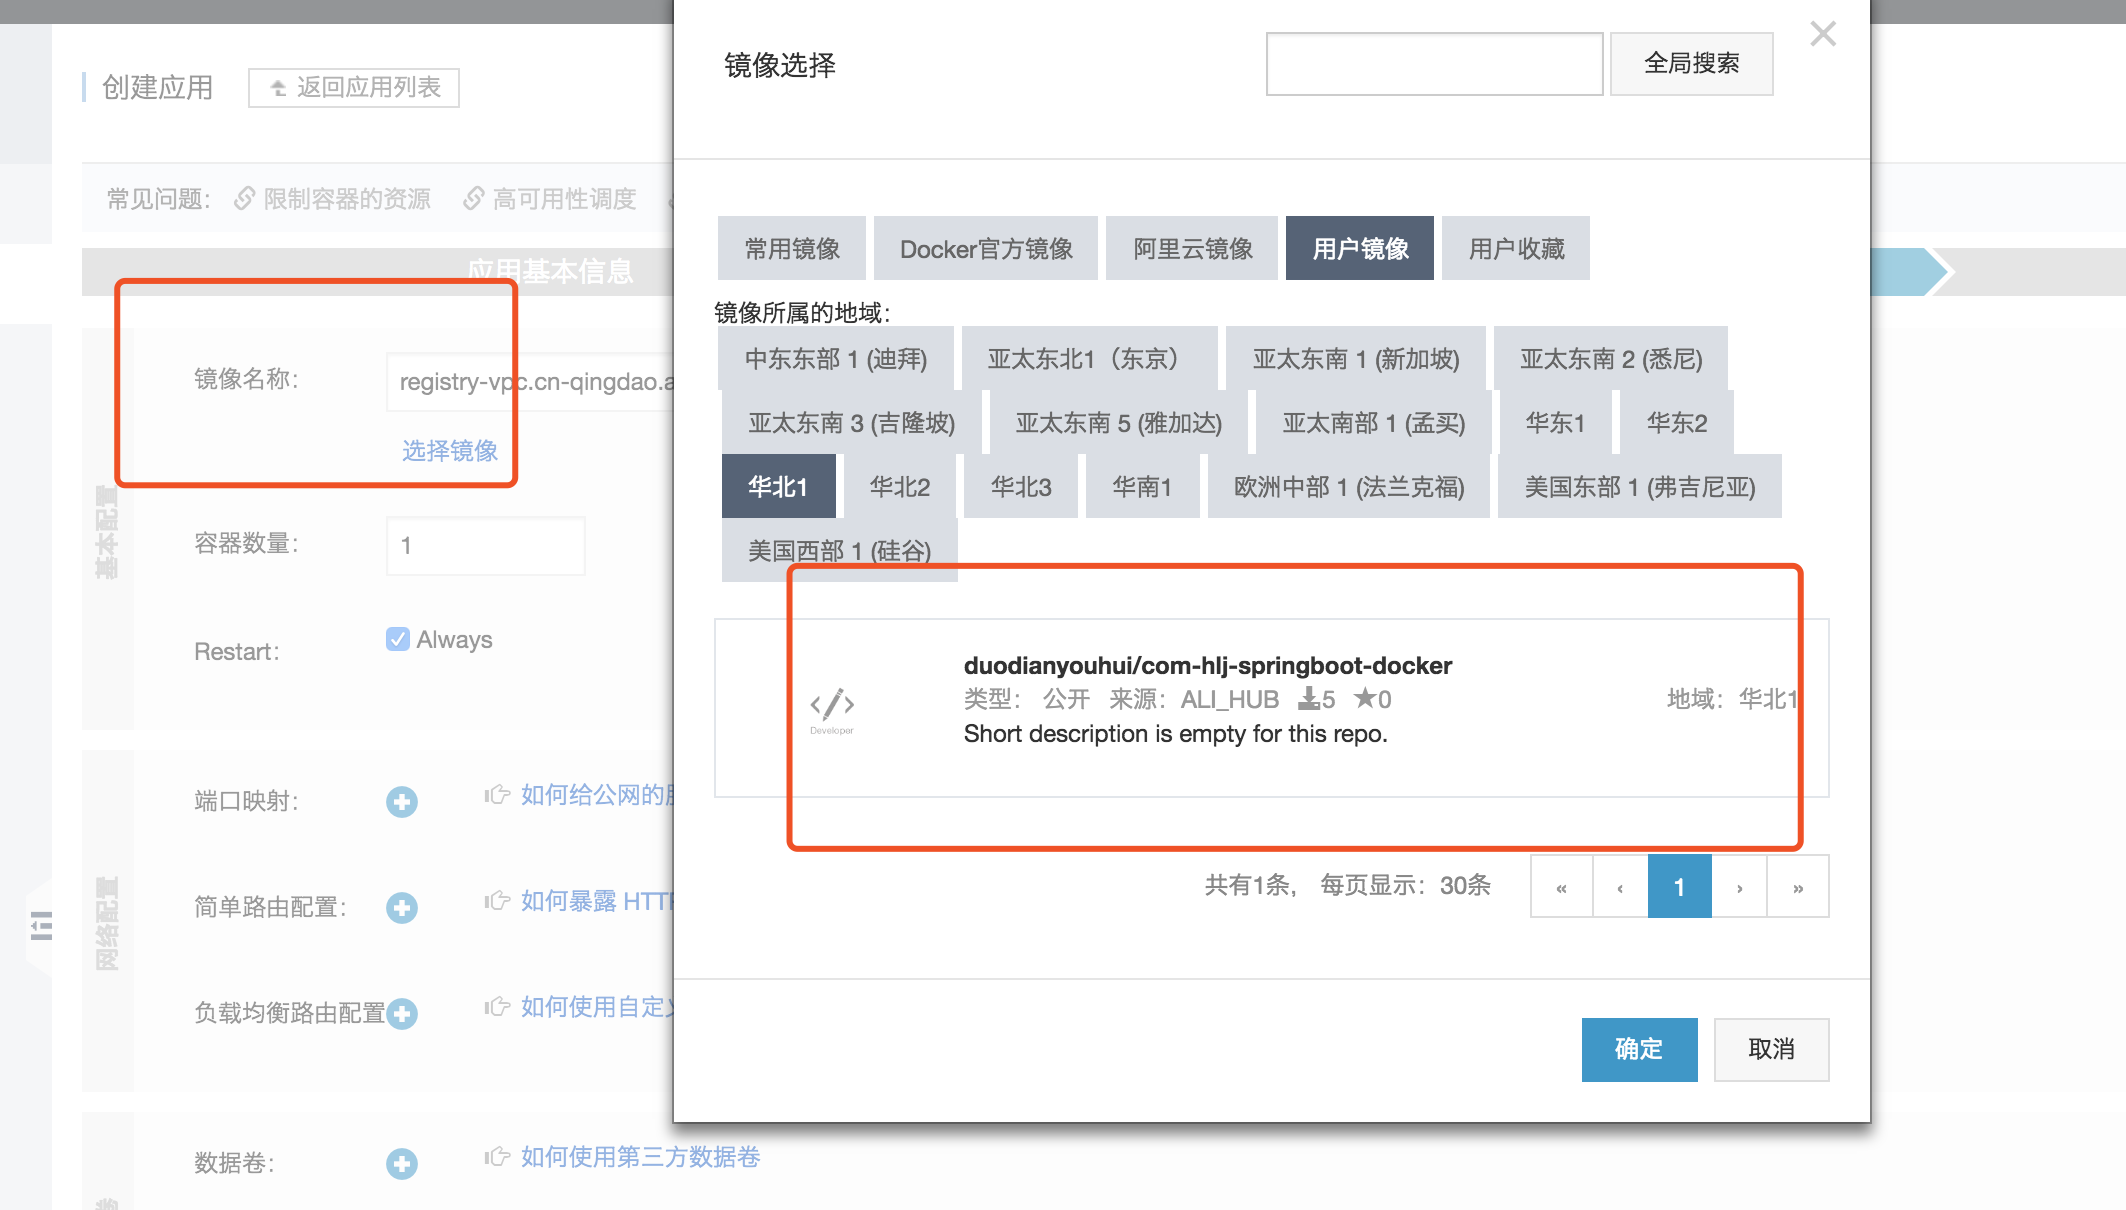 创建应用
返回应用列表
常见问题:
限制容器的资源
高可用性调度
应用基本信息
基本配置
镜像名称:
registry-vpc.cn-qingdao.a
选择镜像
容器数量:
1
Restart:
Always
网络配置
端口映射:
如何给公网的
简单路由配置:
如何暴露 HTT
负载均衡路由配置
如何使用自定
数据卷:
如何使用第三方数据卷
镜像选择
全局搜索
常用镜像
Docker官方镜像
阿里云镜像
用户镜像
用户收藏
镜像所属的地域:
中东东部 1 (迪拜)
亚太东北1（东京）
亚太东南 1 (新加坡)
亚太东南 2 (悉尼)
亚太东南 3 (吉隆坡)
亚太东南 5 (雅加达)
亚太南部 1 (孟买)
华东1
华东2
华北1
华北2
华北3
华南1
欧洲中部 1 (法兰克福)
美国东部 1 (弗吉尼亚)
美国西部 1 (硅谷)
Developer
duodianyouhui/com-hlj-springboot-docker
类型: 公开 来源: ALI_HUB 5 ★0
地域: 华北1
Short description is empty for this repo.
共有1条, 每页显示: 30条
« ‹ 1 › »
确定
取消